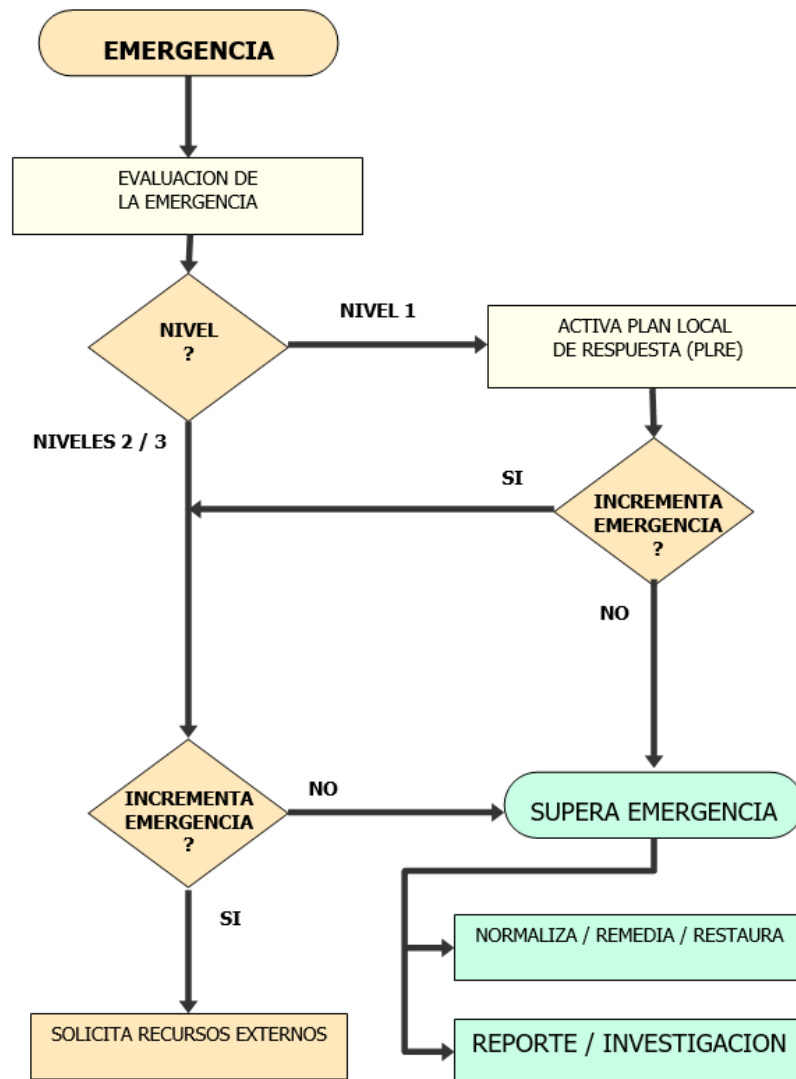 EMERGENCIA
EVALUACION DE
LA EMERGENCIA
NIVEL
?
NIVEL 1
ACTIVA PLAN LOCAL
DE RESPUESTA (PLRE)
NIVELES 2 / 3
SI
INCREMENTA
EMERGENCIA
?
NO
INCREMENTA
EMERGENCIA
?
NO
SUPERA EMERGENCIA
SI
NORMALIZA / REMEDIA / RESTAURA
SOLICITA RECURSOS EXTERNOS
REPORTE / INVESTIGACION